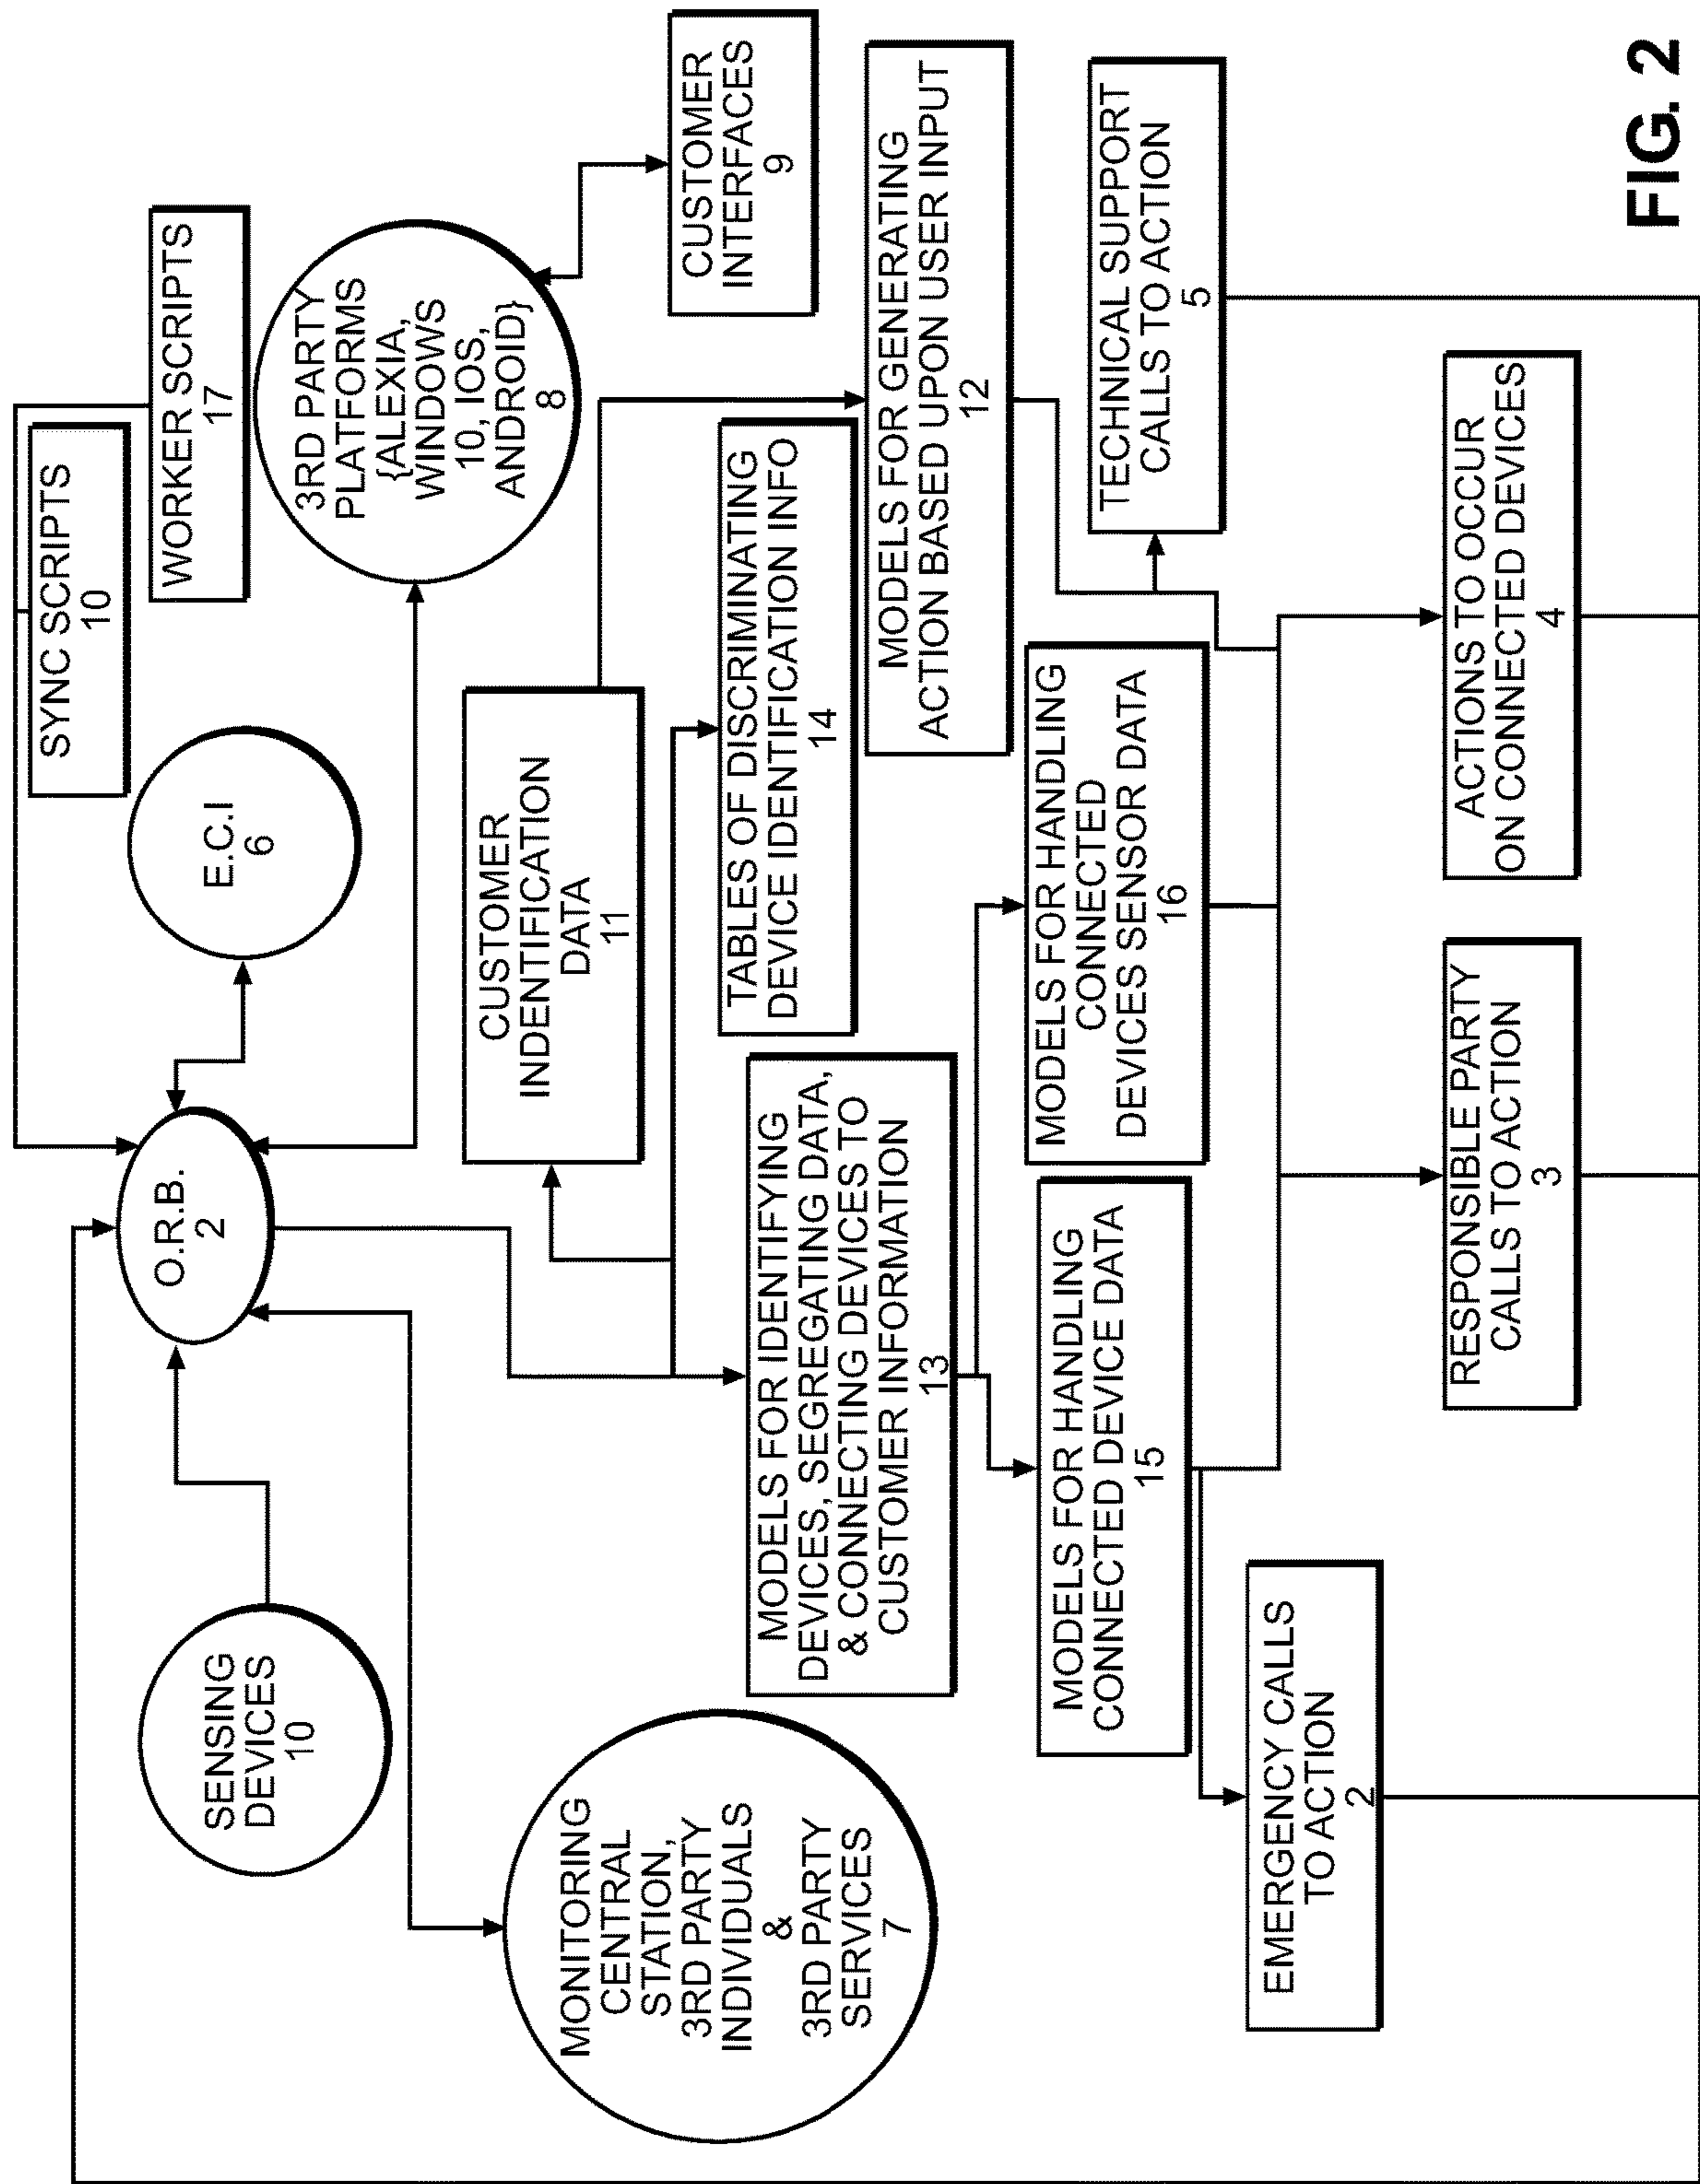 SYNC SCRIPTS
10
WORKER SCRIPTS
17
E.C.I
6
O.R.B.
2
SENSING
DEVICES
10
3RD PARTY
PLATFORMS
{ALEXIA,
WINDOWS
10, IOS,
ANDROID}
8
CUSTOMER
INTERFACES
9
CUSTOMER
INDENTIFICATION
DATA
11
MONITORING
CENTRAL
STATION,
3RD PARTY
INDIVIDUALS
&
3RD PARTY
SERVICES
7
MODELS FOR IDENTIFYING
DEVICES, SEGREGATING DATA,
& CONNECTING DEVICES TO
CUSTOMER INFORMATION
13
TABLES OF DISCRIMINATING
DEVICE IDENTIFICATION INFO
14
MODELS FOR GENERATING
ACTION BASED UPON USER INPUT
12
MODELS FOR HANDLING
CONNECTED DEVICE DATA
15
MODELS FOR HANDLING
CONNECTED
DEVICES SENSOR DATA
16
TECHNICAL SUPPORT
CALLS TO ACTION
5
EMERGENCY CALLS
TO ACTION
2
RESPONSIBLE PARTY
CALLS TO ACTION
3
ACTIONS TO OCCUR
ON CONNECTED DEVICES
4
FIG. 2